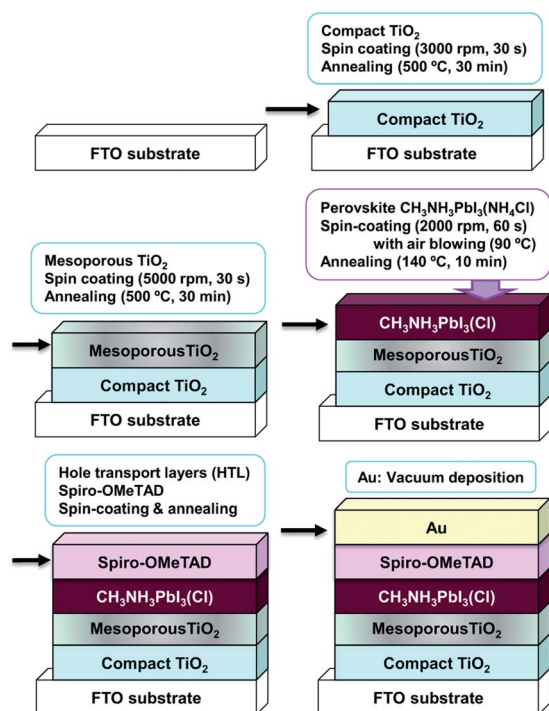 Compact TiO₂
Spin coating (3000 rpm, 30 s)
Annealing (500 ºC, 30 min)
FTO substrate
Compact TiO₂
FTO substrate
Mesoporous TiO₂
Spin coating (5000 rpm, 30 s)
Annealing (500 ºC, 30 min)
MesoporousTiO₂
Compact TiO₂
FTO substrate
Perovskite CH₃NH₃PbI₃(NH₄Cl)
Spin-coating (2000 rpm, 60 s)
with air blowing (90 ºC)
Annealing (140 ºC, 10 min)
CH₃NH₃PbI₃(Cl)
MesoporousTiO₂
Compact TiO₂
FTO substrate
Hole transport layers (HTL)
Spiro-OMeTAD
Spin-coating & annealing
Spiro-OMeTAD
CH₃NH₃PbI₃(Cl)
MesoporousTiO₂
Compact TiO₂
FTO substrate
Au: Vacuum deposition
Au
Spiro-OMeTAD
CH₃NH₃PbI₃(Cl)
MesoporousTiO₂
Compact TiO₂
FTO substrate